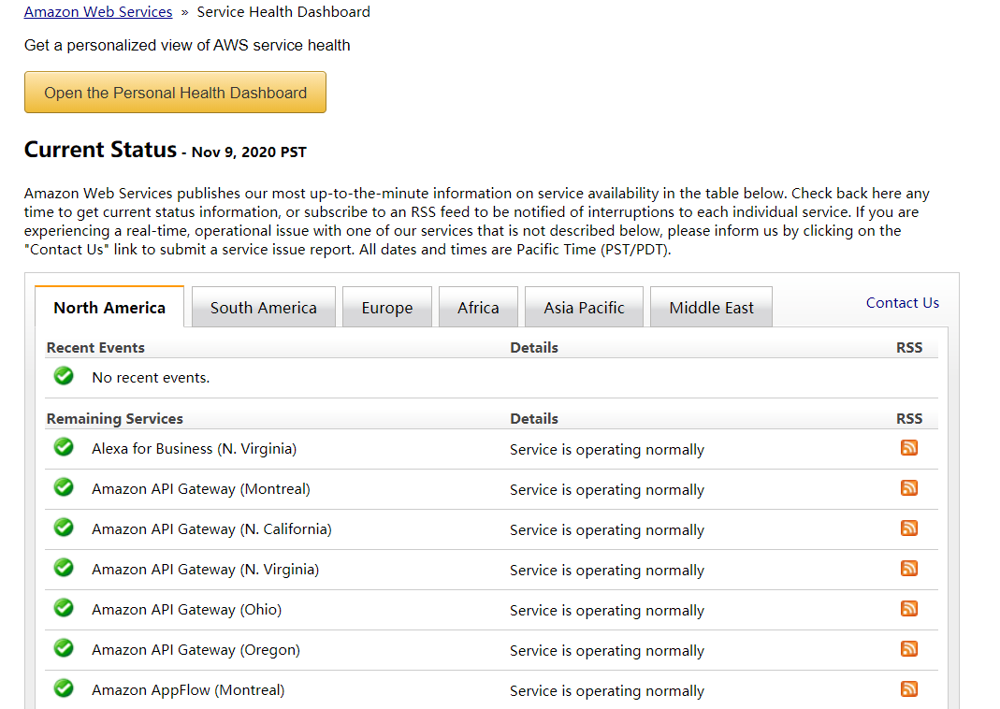 Amazon Web Services » Service Health Dashboard
Get a personalized view of AWS service health
Open the Personal Health Dashboard
Current Status - Nov 9, 2020 PST
Amazon Web Services publishes our most up-to-the-minute information on service availability in the table below. Check back here any
time to get current status information, or subscribe to an RSS feed to be notified of interruptions to each individual service. If you are
experiencing a real-time, operational issue with one of our services that is not described below, please inform us by clicking on the
"Contact Us" link to submit a service issue report. All dates and times are Pacific Time (PST/PDT).
North America South America Europe Africa Asia Pacific Middle East Contact Us
Recent Events Details RSS
No recent events.
Remaining Services Details RSS
Alexa for Business (N. Virginia) Service is operating normally
Amazon API Gateway (Montreal) Service is operating normally
Amazon API Gateway (N. California) Service is operating normally
Amazon API Gateway (N. Virginia) Service is operating normally
Amazon API Gateway (Ohio) Service is operating normally
Amazon API Gateway (Oregon) Service is operating normally
Amazon AppFlow (Montreal) Service is operating normally